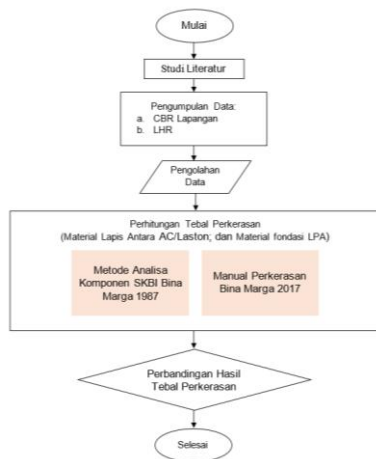 Mulai
Studi Literatur
Pengumpulan Data:
a. CBR Lapangan
b. LHR
Pengolahan
Data
Perhitungan Tebal Perkerasan
(Material Lapis Antara AC/Laston; dan Material fondasi LPA)
Metode Analisa
Komponen SKBI Bina
Marga 1987
Manual Perkerasan
Bina Marga 2017
Perbandingan Hasil
Tebal Perkerasan
Selesai